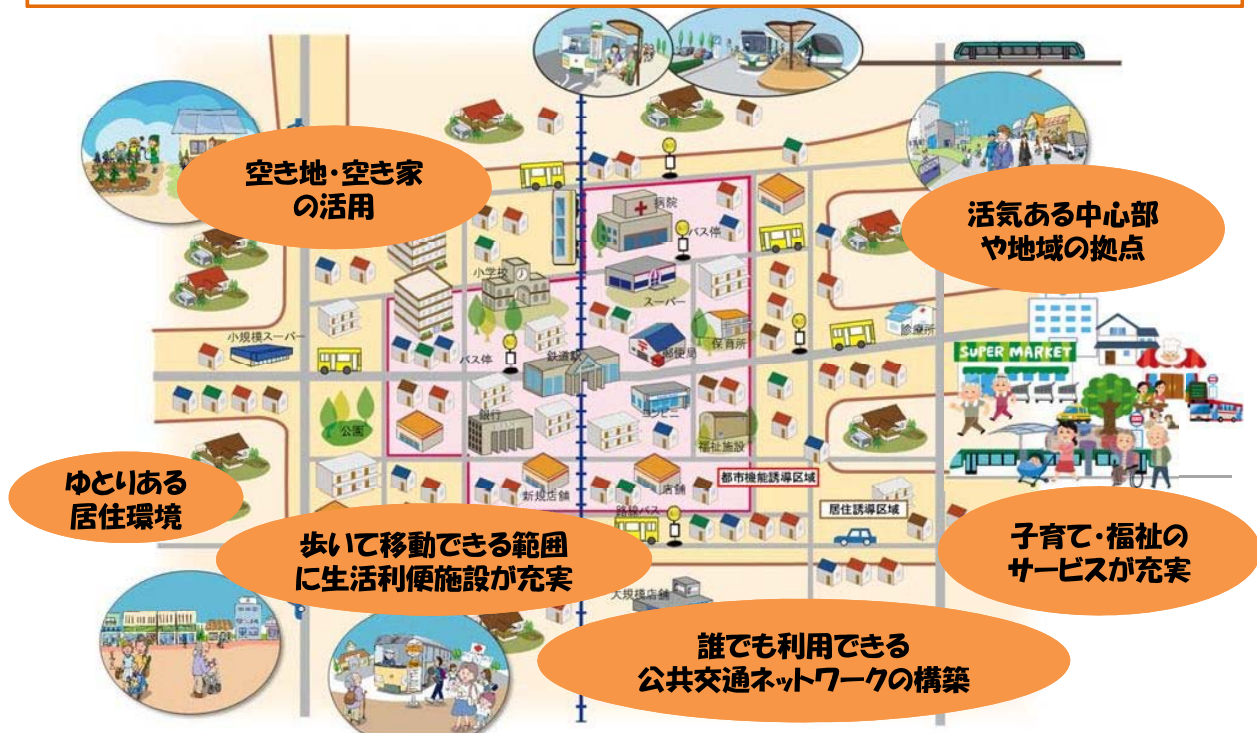 空き地・空き家
の活用
活気ある中心部
や地域の拠点
病院
バス停
小学校
スーパー
小規模スーパー
バス停
鉄道駅
郵便局
保育所
診療所
SUPER MARKET
公園
銀行
BANK
コンビニ
福祉施設
都市機能誘導区域
新規店舗
店舗
居住誘導区域
路線バス
ゆとりある
居住環境
歩いて移動できる範囲
に生活利便施設が充実
子育て・福祉の
サービスが充実
大規模店舗
誰でも利用できる
公共交通ネットワークの構築